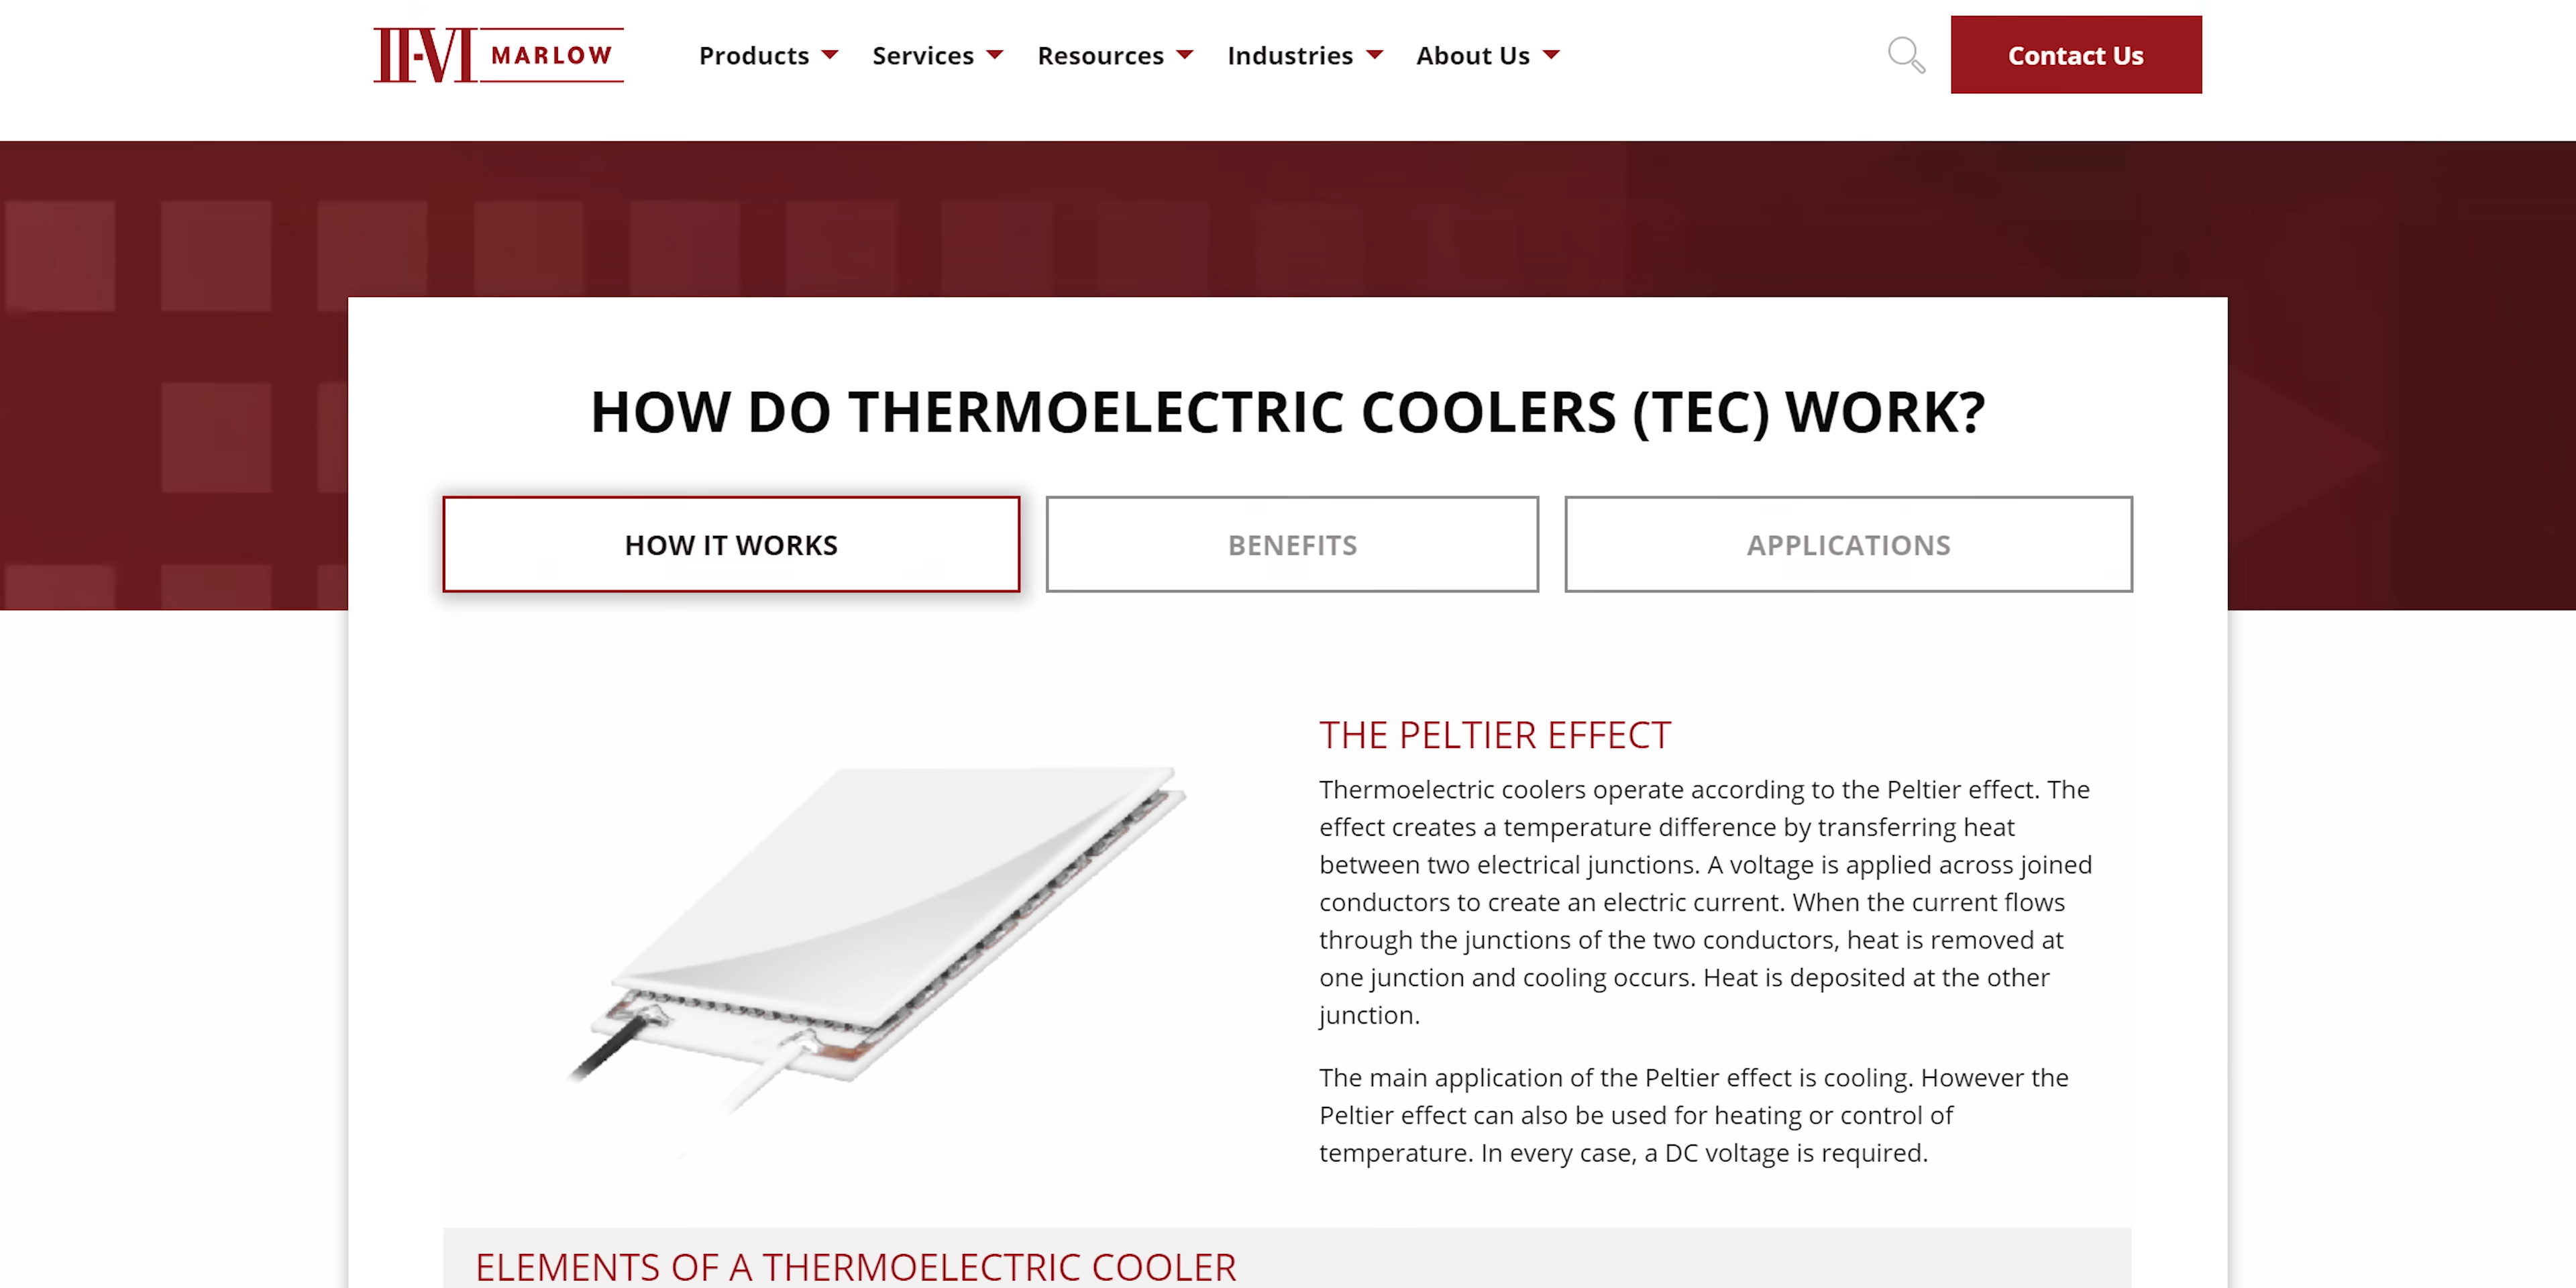 II-VI MARLOW
Products Services Resources Industries About Us Contact Us
HOW DO THERMOELECTRIC COOLERS (TEC) WORK?
HOW IT WORKS
BENEFITS
APPLICATIONS
THE PELTIER EFFECT
Thermoelectric coolers operate according to the Peltier effect. The
effect creates a temperature difference by transferring heat
between two electrical junctions. A voltage is applied across joined
conductors to create an electric current. When the current flows
through the junctions of the two conductors, heat is removed at
one junction and cooling occurs. Heat is deposited at the other
junction.
The main application of the Peltier effect is cooling. However the
Peltier effect can also be used for heating or control of
temperature. In every case, a DC voltage is required.
ELEMENTS OF A THERMOELECTRIC COOLER